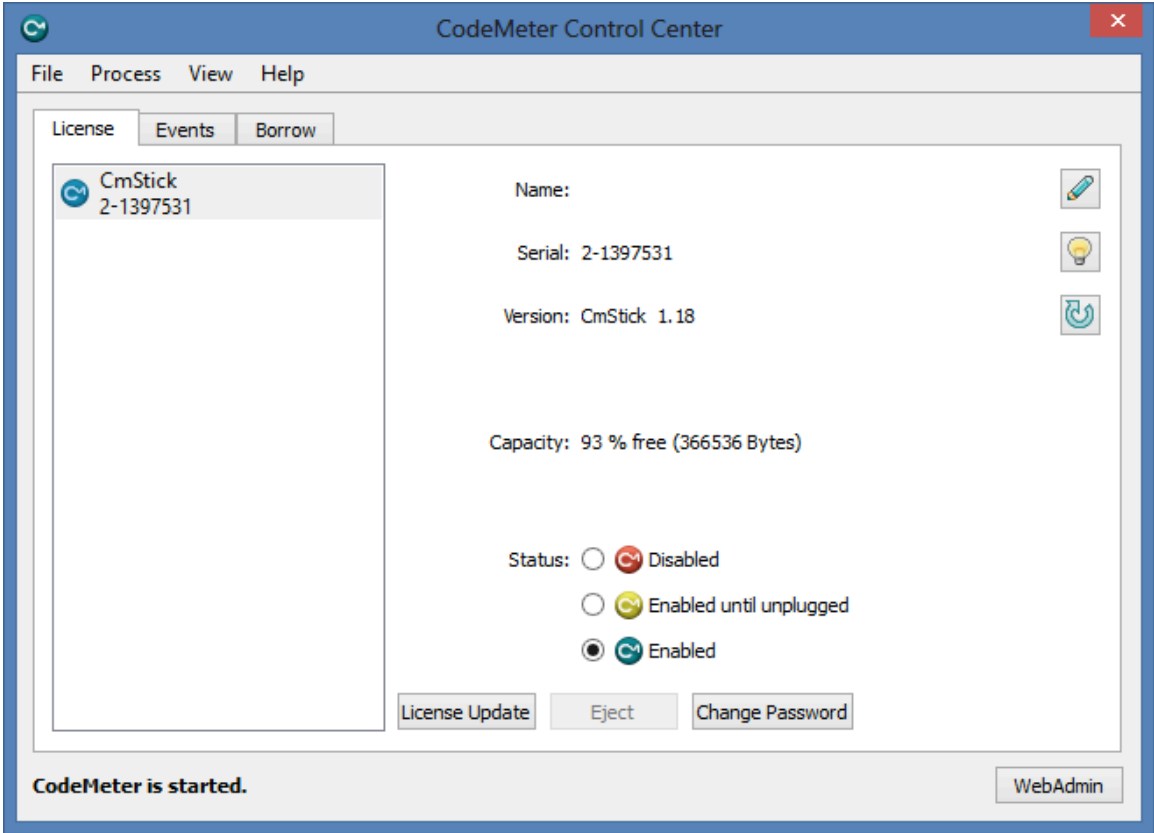 CodeMeter Control Center
File Process View Help
License Events Borrow
CmStick
2-1397531
Name:
Serial: 2-1397531
Version: CmStick 1.18
Capacity: 93 % free (366536 Bytes)
Status: Disabled
Enabled until unplugged
Enabled
License Update Eject Change Password
CodeMeter is started.
WebAdmin